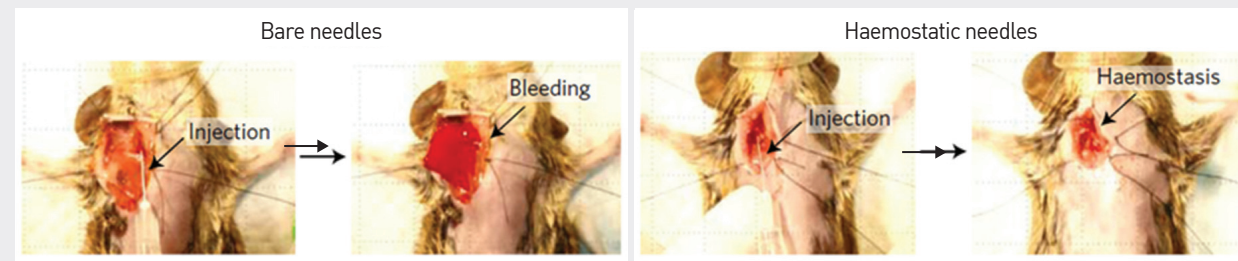 Bare needles
Injection
Bleeding
Haemostatic needles
Injection
Haemostasis